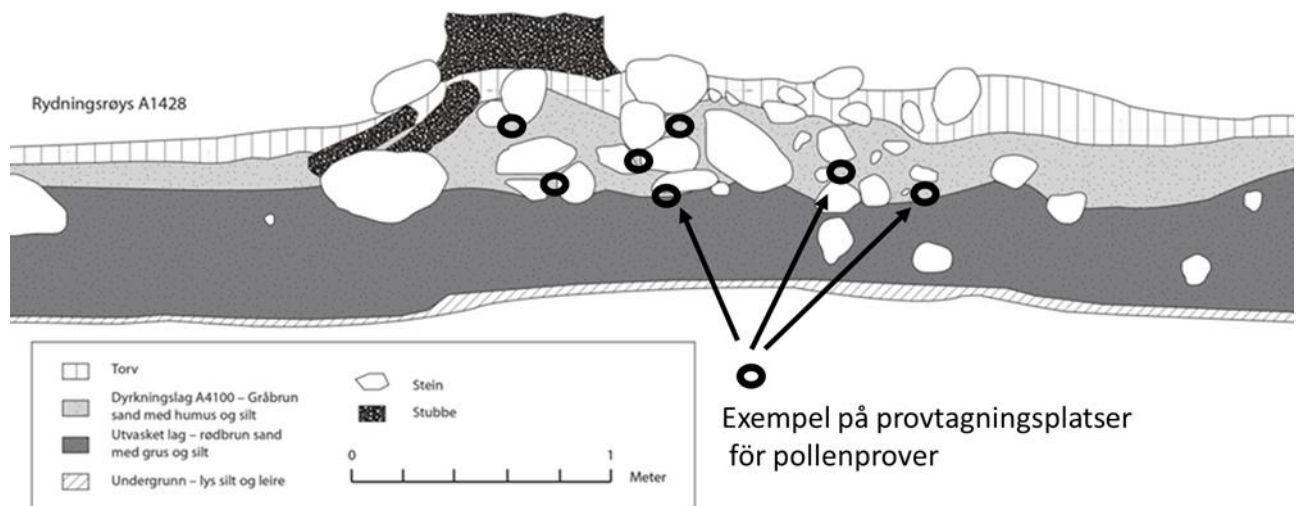 Rydningsrøys A1428
Torv
Dyrkningslag A4100 – Gråbrun
sand med humus og silt
Utvasket lag – rødbrun sand
med grus og silt
Undergrunn – lys silt og leire
Stein
Stubbe
0 1
Meter
Exempel på provtagningsplatser
för pollenprover